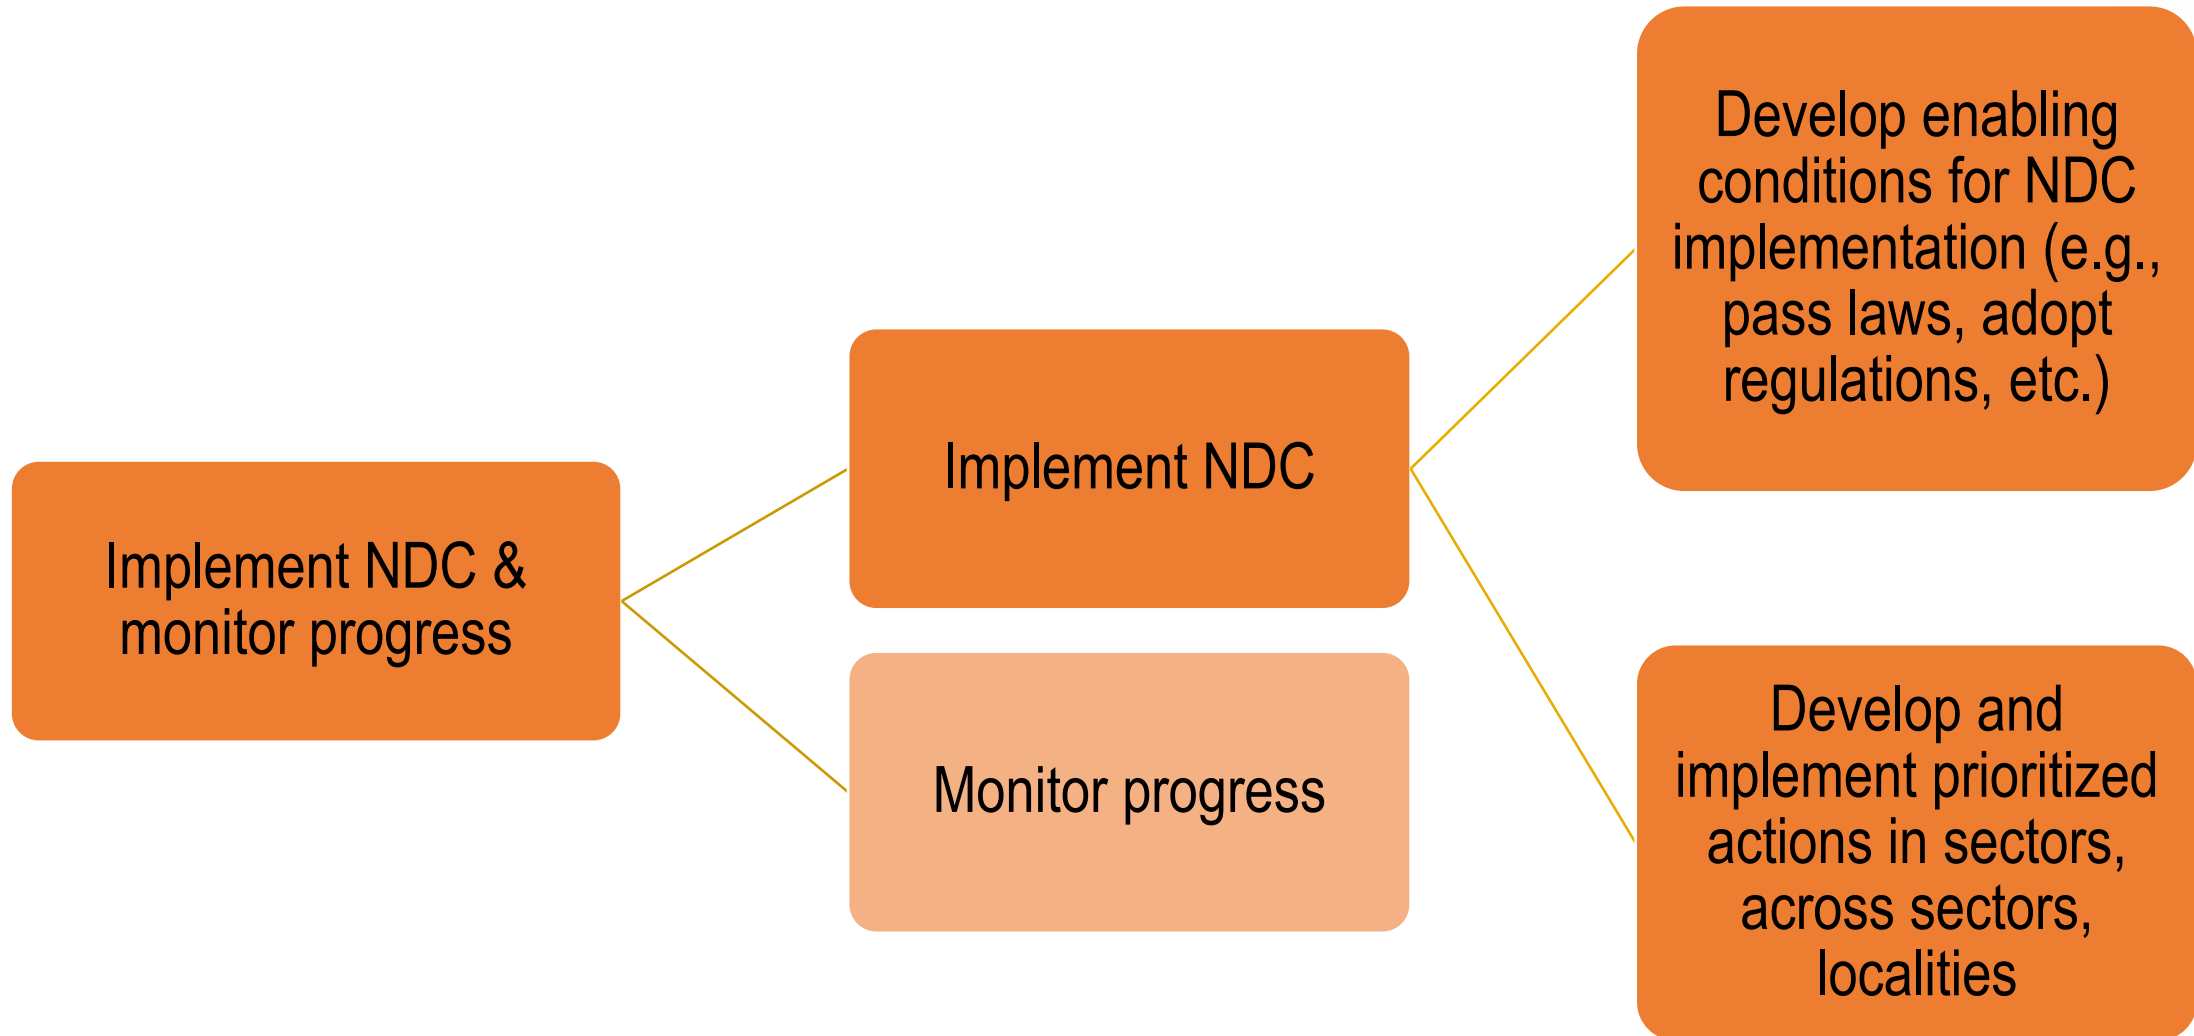 Implement NDC &
monitor progress
Implement NDC
Monitor progress
Develop enabling
conditions for NDC
implementation (e.g.,
pass laws, adopt
regulations, etc.)
Develop and
implement prioritized
actions in sectors,
across sectors,
localities